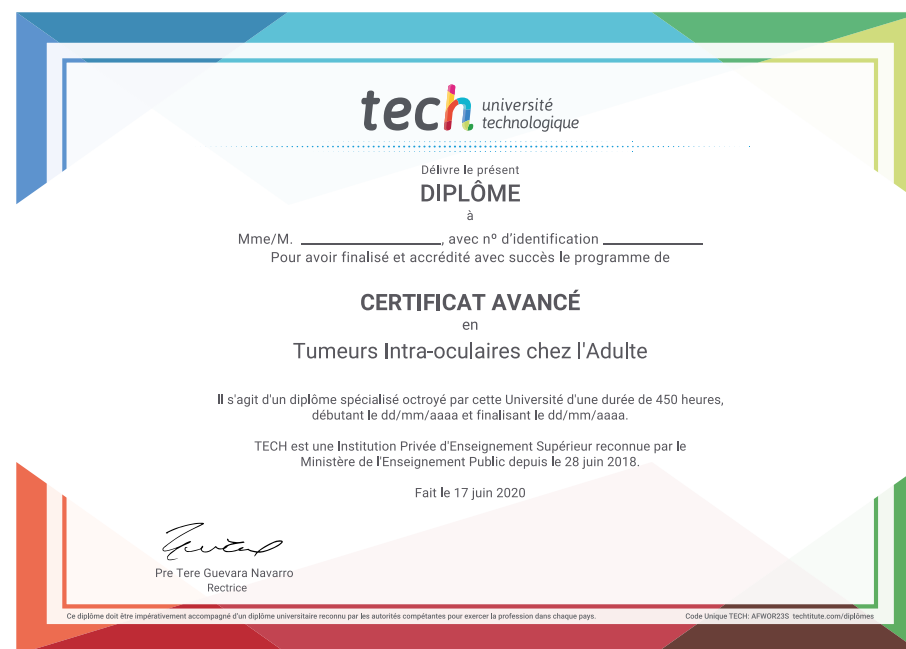 tech université
technologique
Délivre le présent
DIPLÔME
à
Mme/M. ____________________, avec nº d'identification ______________
Pour avoir finalisé et accrédité avec succès le programme de
CERTIFICAT AVANCÉ
en
Tumeurs Intra-oculaires chez l'Adulte
Il s'agit d'un diplôme spécialisé octroyé par cette Université d'une durée de 450 heures,
débutant le dd/mm/aaaa et finalisant le dd/mm/aaaa.
TECH est une Institution Privée d'Enseignement Supérieur reconnue par le
Ministère de l'Enseignement Public depuis le 28 juin 2018.
Fait le 17 juin 2020
Pre Tere Guevara Navarro
Rectrice
Ce diplôme doit être impérativement accompagné d'un diplôme universitaire reconnu par les autorités compétantes pour exercer la profession dans chaque pays.
Code Unique TECH: AFWOR23S techtitute.com/diplômes